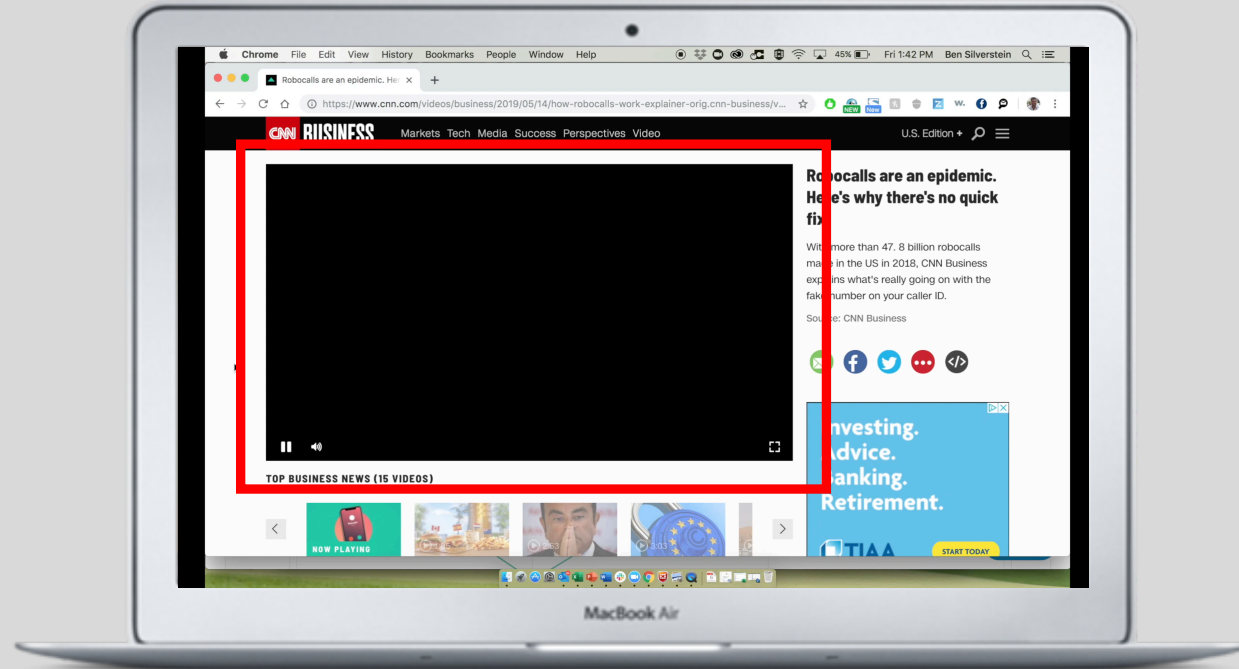 Chrome File Edit View History Bookmarks People Window Help 45% Fri 1:42 PM Ben Silverstein
Robocalls are an epidemic. Her
https://www.cnn.com/videos/business/2019/05/14/how-robocalls-work-explainer-orig.cnn-business/v...
NEW New
CNN BUSINESS Markets Tech Media Success Perspectives Video U.S. Edition +
Robocalls are an epidemic.
Here's why there's no quick
fix
With more than 47. 8 billion robocalls
made in the US in 2018, CNN Business
explains what's really going on with the
fake number on your caller ID.
Source: CNN Business
TOP BUSINESS NEWS (15 VIDEOS)
NOW PLAYING
3:03
Investing.
Advice.
Banking.
Retirement.
TIAA
START TODAY
MacBook Air